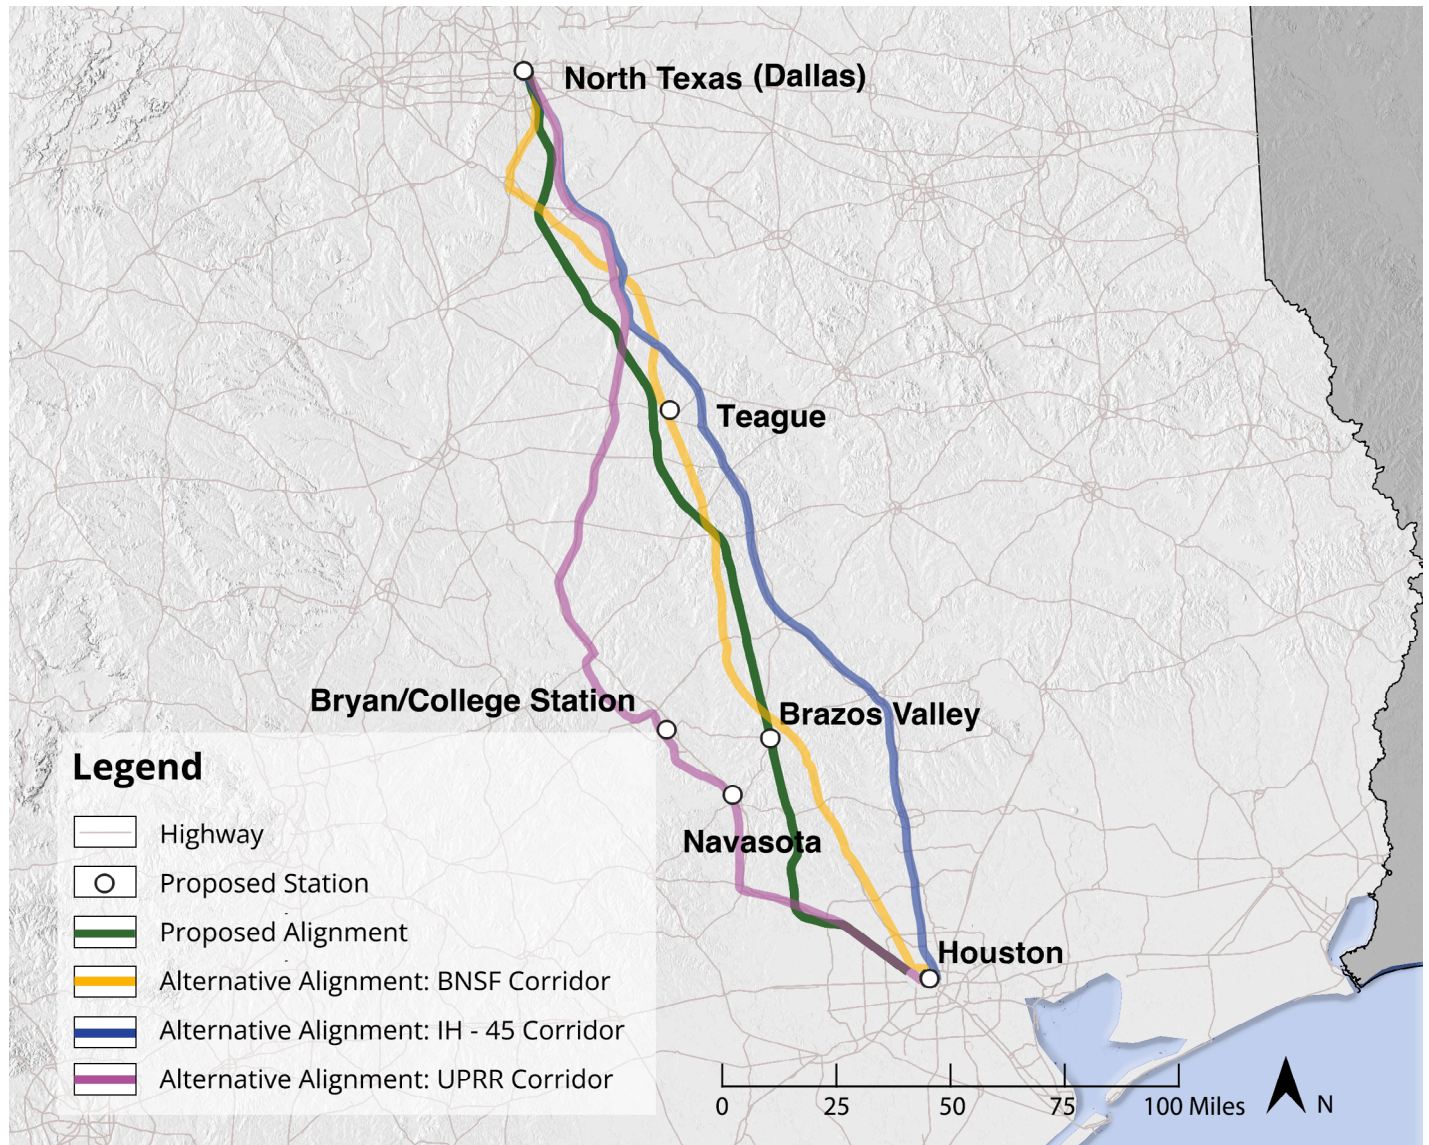 North Texas (Dallas)
Teague
Bryan/College Station
Brazos Valley
Navasota
Houston
Legend
Highway
Proposed Station
Proposed Alignment
Alternative Alignment: BNSF Corridor
Alternative Alignment: IH - 45 Corridor
Alternative Alignment: UPRR Corridor
0 25 50 75 100 Miles
N